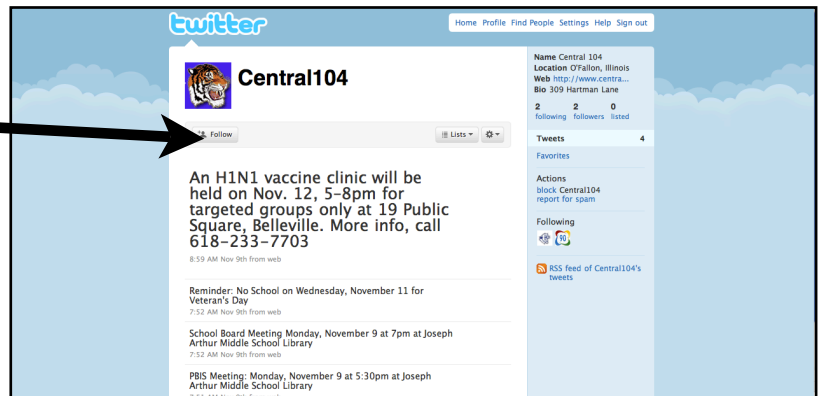 twitter
Home Profile Find People Settings Help Sign out
Central104
Follow
Lists
An H1N1 vaccine clinic will be
held on Nov. 12, 5-8pm for
targeted groups only at 19 Public
Square, Belleville. More info, call
618-233-7703
8:59 AM Nov 9th from web
Reminder: No School on Wednesday, November 11 for
Veteran's Day
7:52 AM Nov 9th from web
School Board Meeting Monday, November 9 at 7pm at Joseph
Arthur Middle School Library
7:52 AM Nov 9th from web
PBIS Meeting: Monday, November 9 at 5:30pm at Joseph
Arthur Middle School Library
Name Central 104
Location O'Fallon, Illinois
Web http://www.centra...
Bio 309 Hartman Lane
2 2 0
following followers listed
Tweets 4
Favorites
Actions
block Central104
report for spam
Following
90
RSS feed of Central104's
tweets